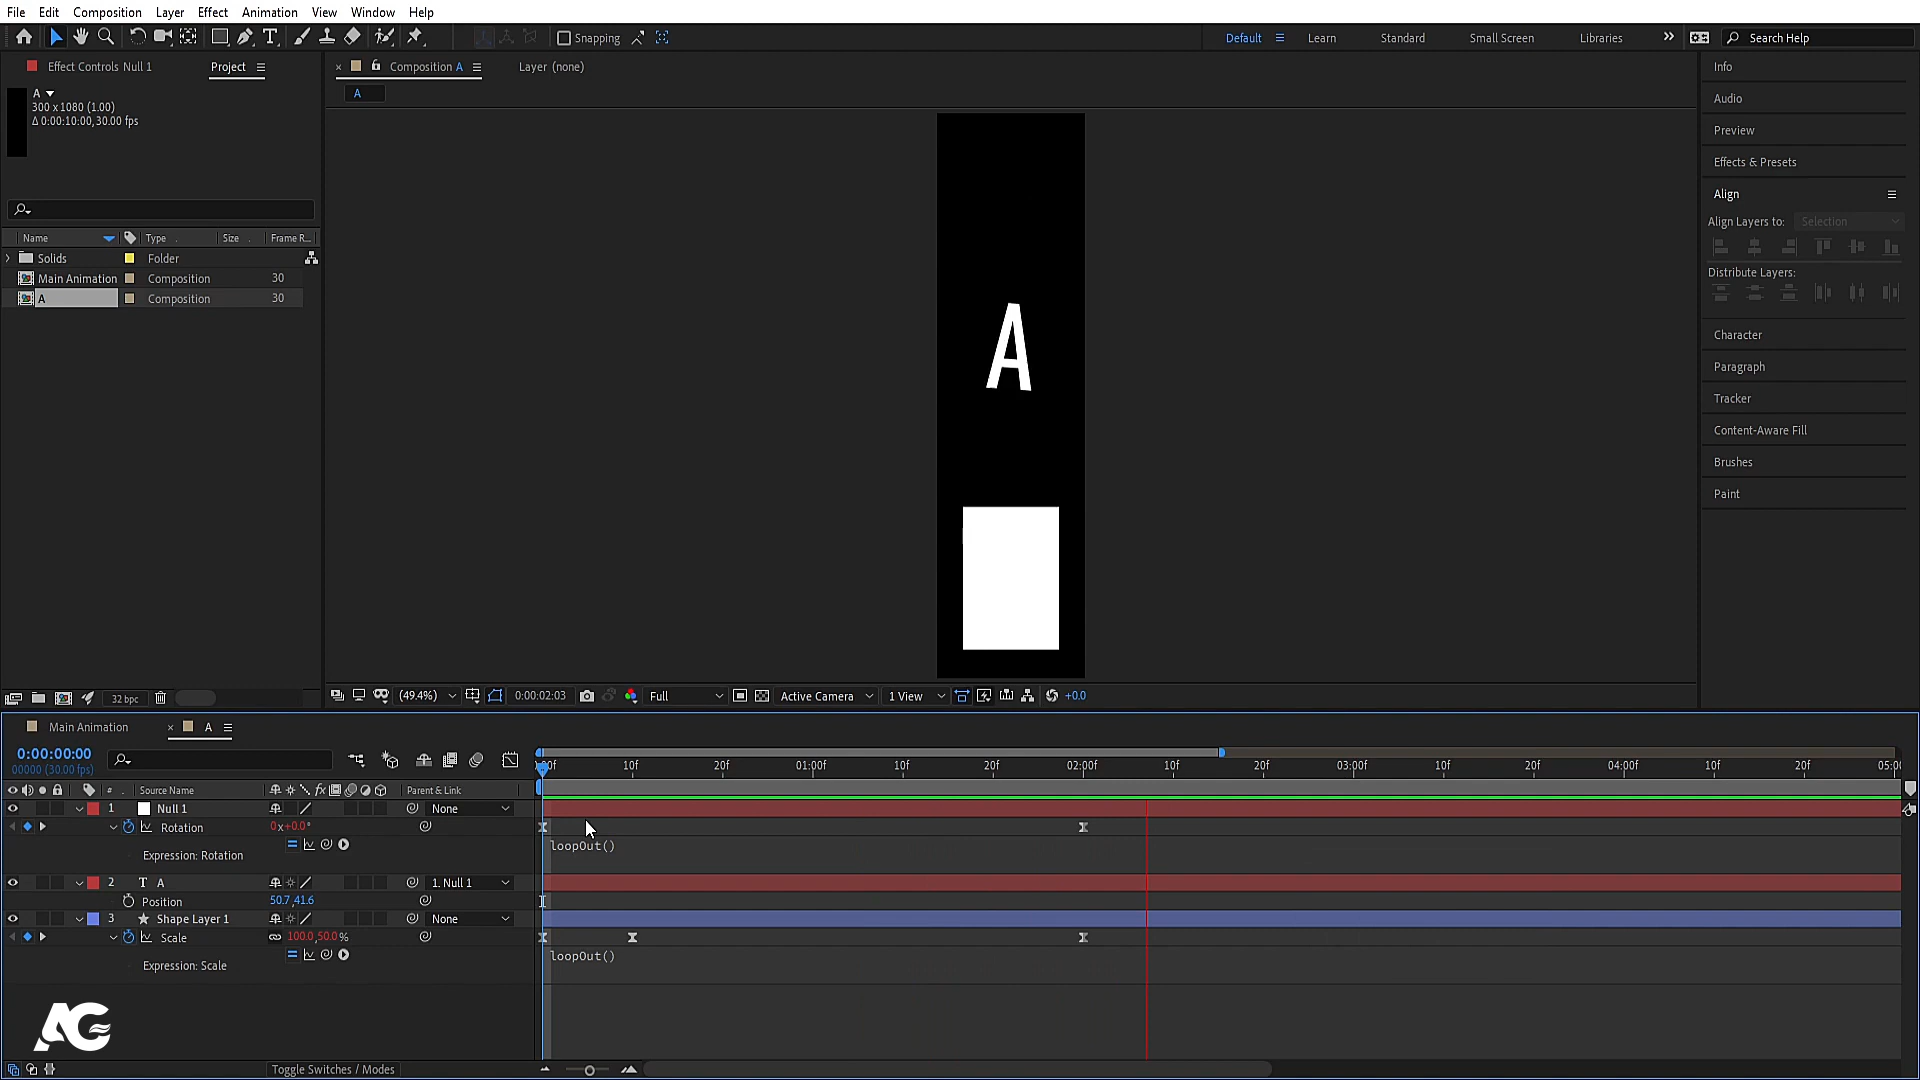 File Edit Composition Layer Effect Animation View Window Help
Snapping Default Learn Standard Small Screen Libraries Search Help
Effect Controls Null 1 Project
Composition A Layer (none)
A
A
300 x 1080 (1.00)
Δ 0:00:10:00, 30.00 fps
Name Type Size Frame R...
Solids Folder
Main Animation Composition 30
A Composition 30
32 bpc
A
(49.4%) 0:00:02:03 Full Active Camera 1 View +0.0
Info
Audio
Preview
Effects & Presets
Align
Align Layers to: Selection
Distribute Layers:
Character
Paragraph
Tracker
Content-Aware Fill
Brushes
Paint
Main Animation A
0:00:00:00
00000 (30.00 fps)
10f 20f 01:00f 10f 20f 02:00f 10f 20f 03:00f 10f 20f 04:00f 10f 20f
# Source Name fx Parent & Link
1 Null 1 None
Rotation 0x+0.0°
Expression: Rotation loopOut()
2 T A 1. Null 1
Position 50.7,41.6
3 Shape Layer 1 None
Scale 100.0,50.0%
Expression: Scale loopOut()
AG
Toggle Switches / Modes